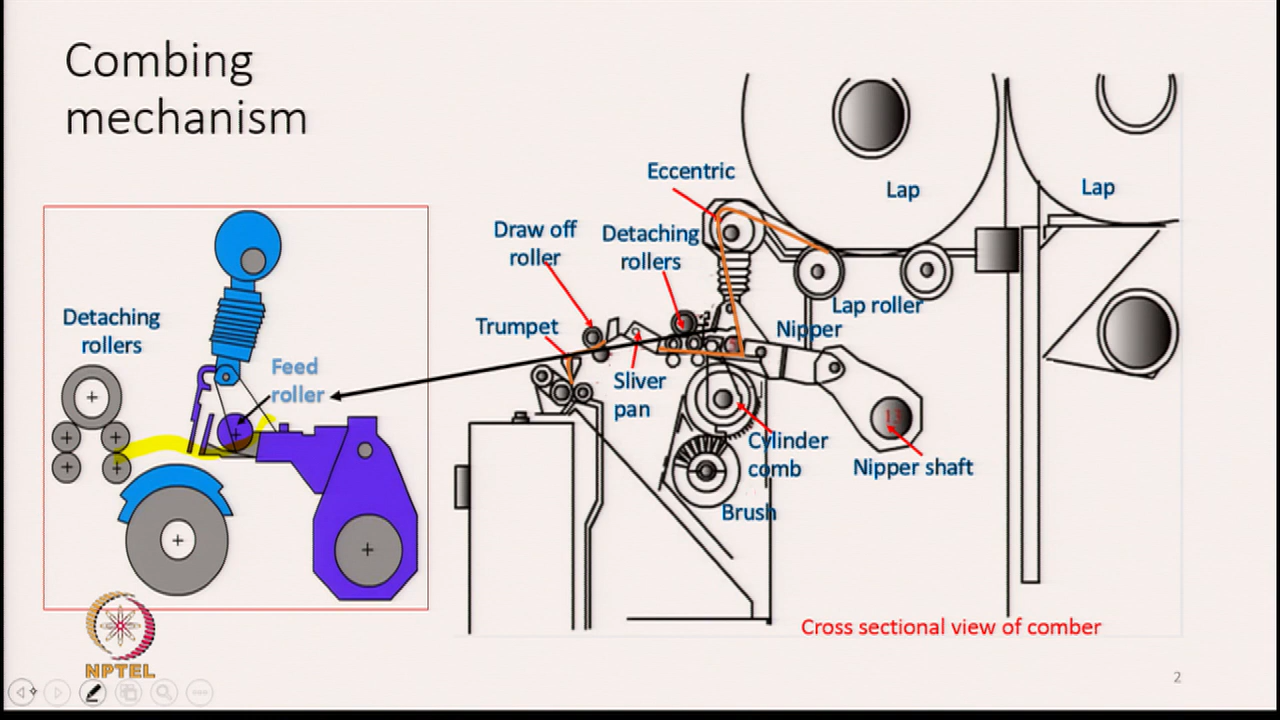 Combing
mechanism
Eccentric
Lap
Lap
Draw off
roller
Detaching
rollers
Lap roller
Trumpet
Nipper
Sliver
pan
Cylinder
comb
Nipper shaft
13
Brush
Detaching
rollers
Feed
roller
Cross sectional view of comber
NPTEL
2